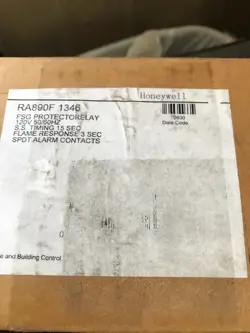 Honeywell
RA890F 1346
FSG PROTECTORELAY
120V 50/60HZ
S.S. TIMING 15 SEC
FLAME RESPONSE 3 SEC
SPDT ALARM CONTACTS
Date Code
and Building Control